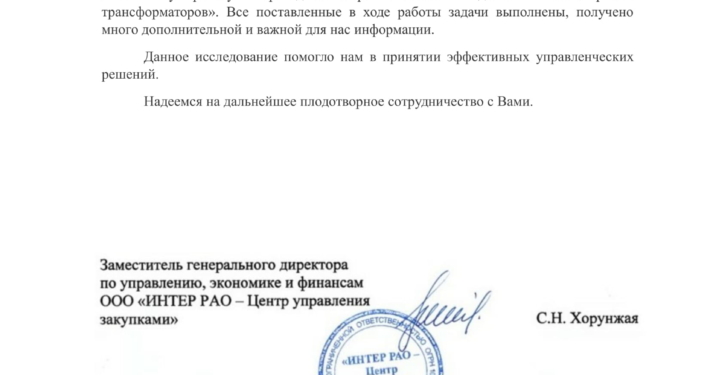 трансформаторов». Все поставленные в ходе работы задачи выполнены, получено
много дополнительной и важной для нас информации.
Данное исследование помогло нам в принятии эффективных управленческих
решений.
Надеемся на дальнейшее плодотворное сотрудничество с Вами.
Заместитель генерального директора
по управлению, экономике и финансам
ООО «ИНТЕР РАО – Центр управления
закупками»
С.Н. Хорунжая
ОГРАНИЧЕННОЙ ОТВЕТСТВЕННОСТЬЮ ОГРН
«ИНТЕР РАО –
Центр